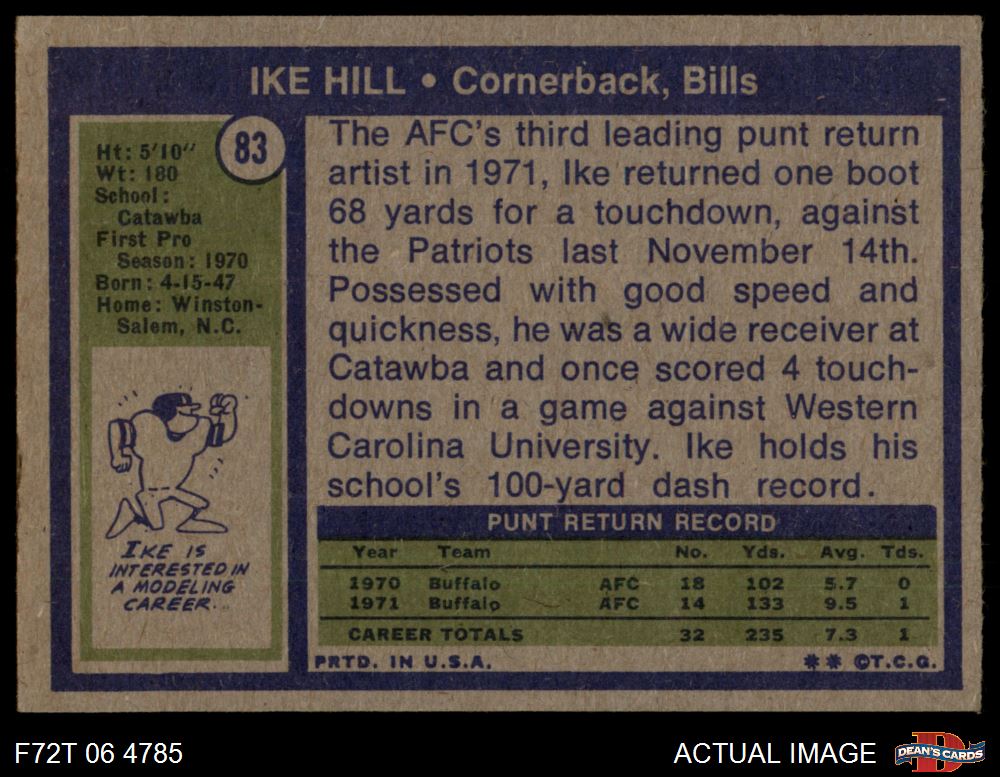 IKE HILL • Cornerback, Bills
83
Ht: 5'10"
Wt: 180
School:
Catawba
First Pro
Season: 1970
Born: 4-15-47
Home: Winston-
Salem, N.C.
IKE IS
INTERESTED IN
A MODELING
CAREER.
The AFC's third leading punt return
artist in 1971, Ike returned one boot
68 yards for a touchdown, against
the Patriots last November 14th.
Possessed with good speed and
quickness, he was a wide receiver at
Catawba and once scored 4 touch-
downs in a game against Western
Carolina University. Ike holds his
school's 100-yard dash record.
PUNT RETURN RECORD
Year Team No. Yds. Avg. Tds.
1970 Buffalo AFC 18 102 5.7 0
1971 Buffalo AFC 14 133 9.5 1
CAREER TOTALS 32 235 7.3 1
PRTD. IN U.S.A. ** ©T.C.G.
F72T 06 4785 ACTUAL IMAGE
D
DEAN'S CARDS